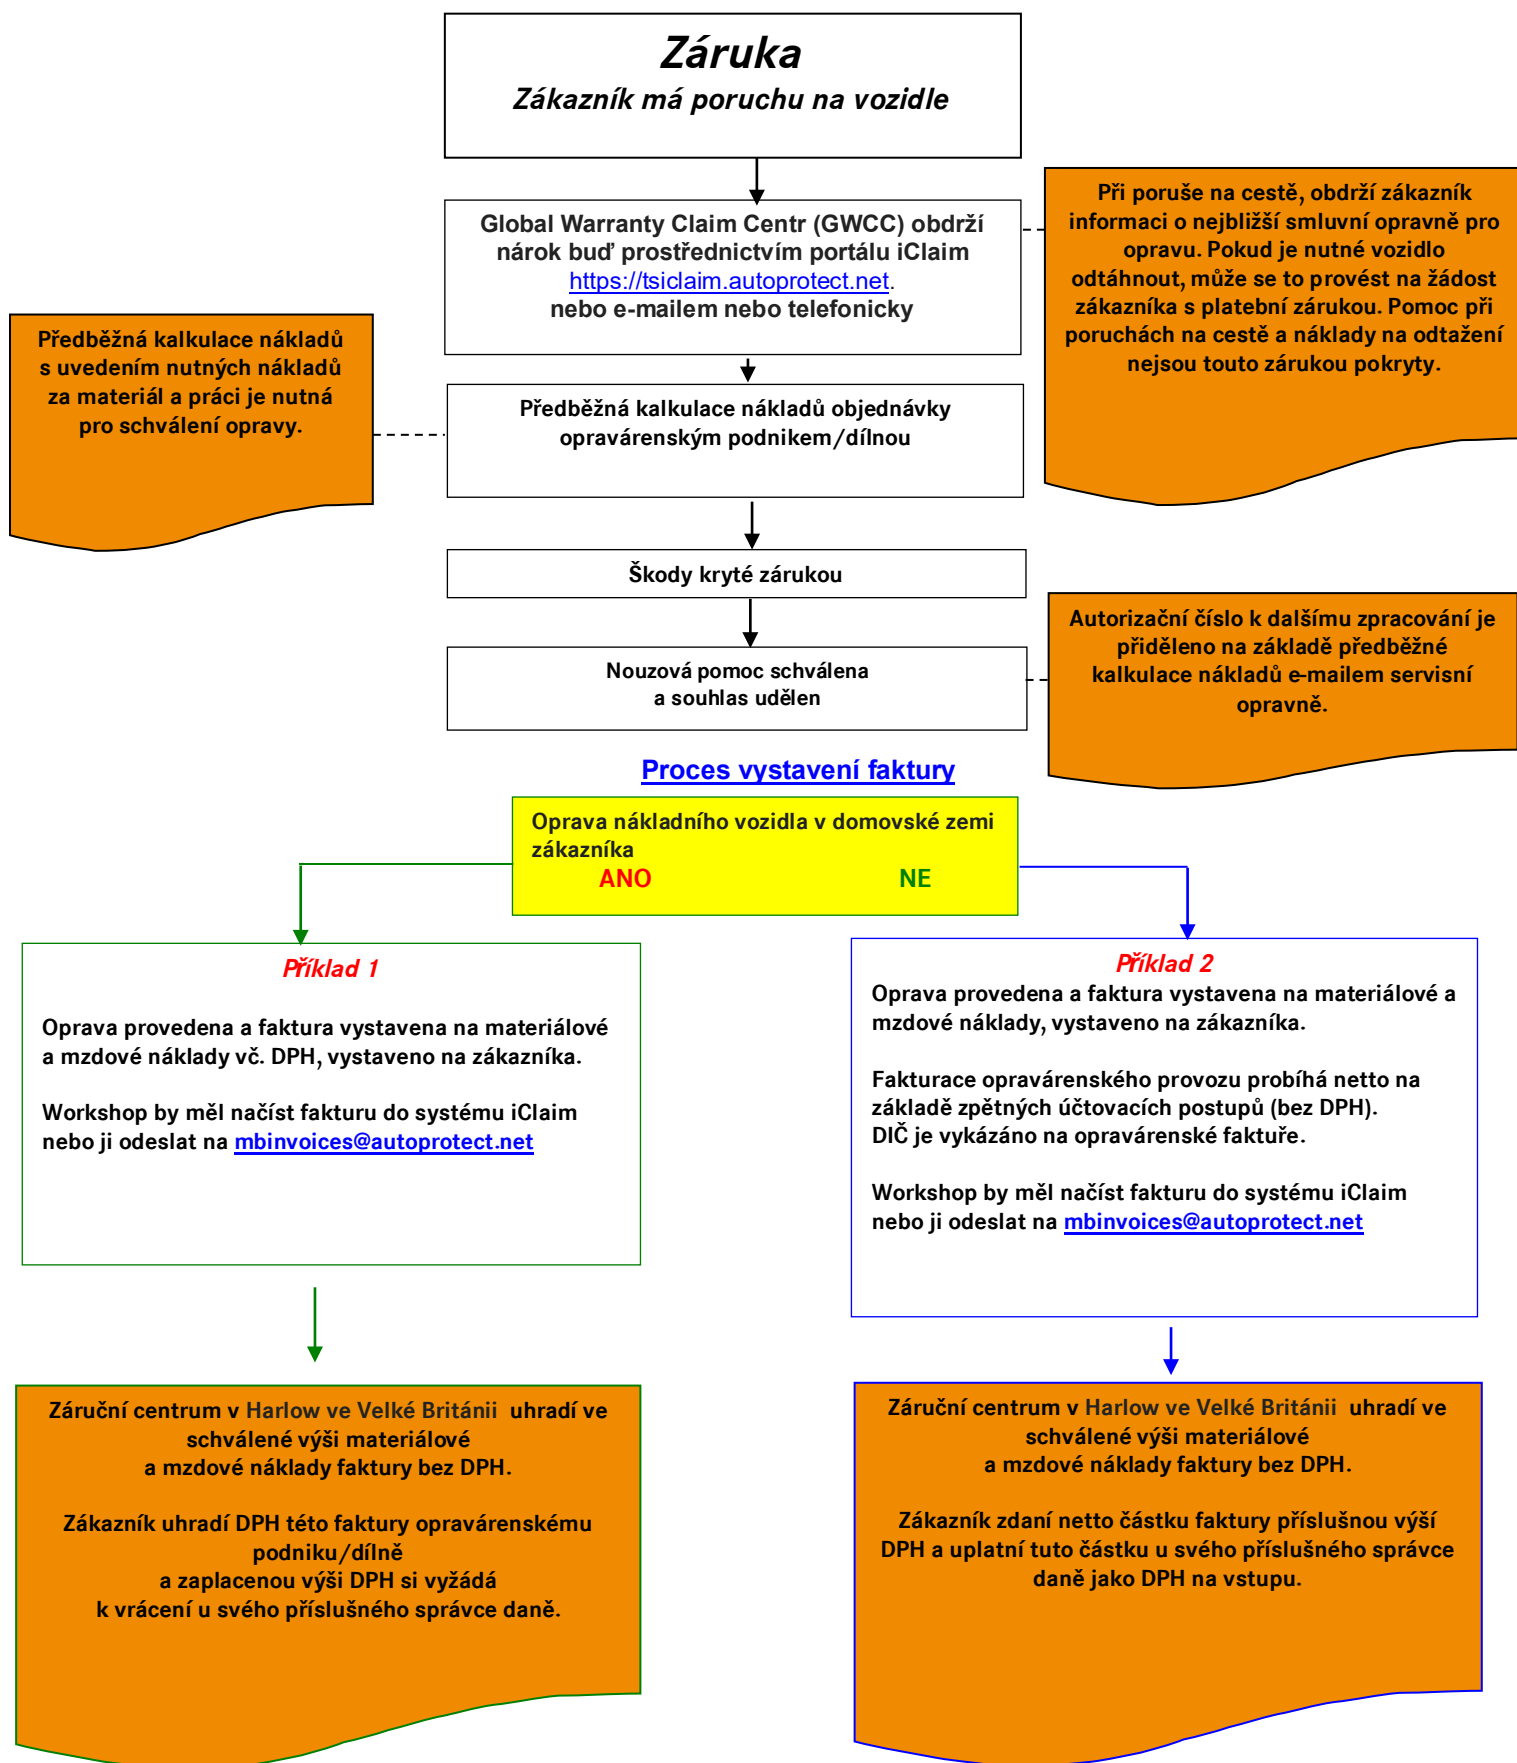 Záruka
Zákazník má poruchu na vozidle
Global Warranty Claim Centr (GWCC) obdrží
nárok buď prostřednictvím portálu iClaim
https://tsiclaim.autoprotect.net.
nebo e-mailem nebo telefonicky
Při poruše na cestě, obdrží zákazník
informaci o nejbližší smluvní opravně pro
opravu. Pokud je nutné vozidlo
odtáhnout, může se to provést na žádost
zákazníka s platební zárukou. Pomoc při
poruchách na cestě a náklady na odtažení
nejsou touto zárukou pokryty.
Předběžná kalkulace nákladů
s uvedením nutných nákladů
za materiál a práci je nutná
pro schválení opravy.
Předběžná kalkulace nákladů objednávky
opravárenským podnikem/dílnou
Škody kryté zárukou
Nouzová pomoc schválena
a souhlas udělen
Autorizační číslo k dalšímu zpracování je
přiděleno na základě předběžné
kalkulace nákladů e-mailem servisní
opravně.
Proces vystavení faktury
Oprava nákladního vozidla v domovské zemi
zákazníka
ANO NE
Příklad 1
Oprava provedena a faktura vystavena na materiálové
a mzdové náklady vč. DPH, vystaveno na zákazníka.
Workshop by měl načíst fakturu do systému iClaim
nebo ji odeslat na mbinvoices@autoprotect.net
Příklad 2
Oprava provedena a faktura vystavena na materiálové a
mzdové náklady, vystaveno na zákazníka.
Fakturace opravárenského provozu probíhá netto na
základě zpětných účtovacích postupů (bez DPH).
DIČ je vykázáno na opravárenské faktuře.
Workshop by měl načíst fakturu do systému iClaim
nebo ji odeslat na mbinvoices@autoprotect.net
Záruční centrum v Harlow ve Velké Británii uhradí ve
schválené výši materiálové
a mzdové náklady faktury bez DPH.
Zákazník uhradí DPH této faktury opravárenskému
podniku/dílně
a zaplacenou výši DPH si vyžádá
k vrácení u svého příslušného správce daně.
Záruční centrum v Harlow ve Velké Británii uhradí ve
schválené výši materiálové
a mzdové náklady faktury bez DPH.
Zákazník zdaní netto částku faktury příslušnou výší
DPH a uplatní tuto částku u svého příslušného správce
daně jako DPH na vstupu.